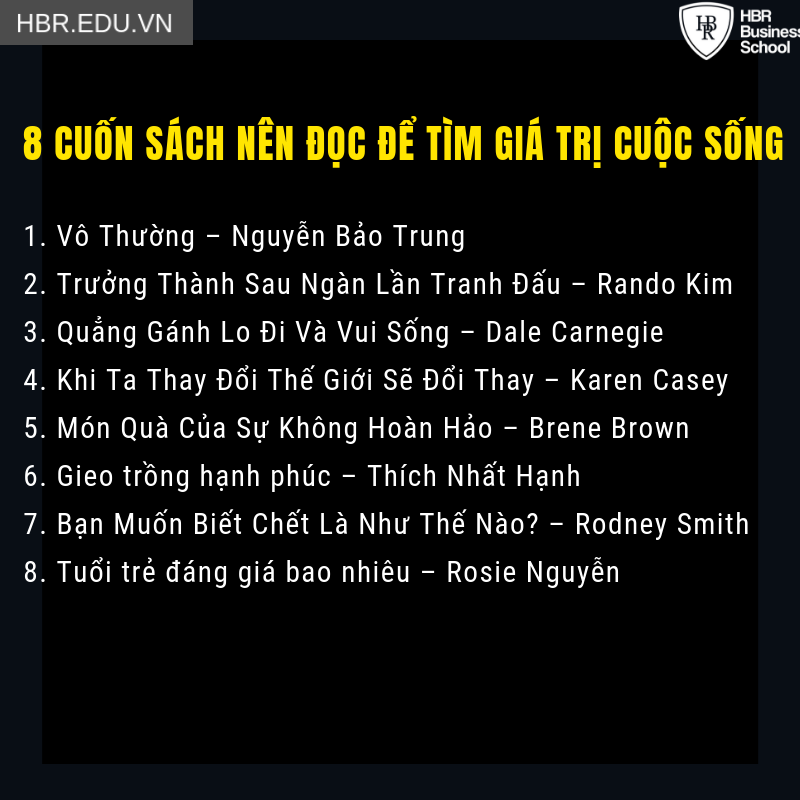 HBR.EDU.VN
HBR
HBR
Business
School
8 CUỐN SÁCH NÊN ĐỌC ĐỂ TÌM GIÁ TRỊ CUỘC SỐNG
1. Vô Thường – Nguyễn Bảo Trung
2. Trưởng Thành Sau Ngàn Lần Tranh Đấu – Rando Kim
3. Quẳng Gánh Lo Đi Và Vui Sống – Dale Carnegie
4. Khi Ta Thay Đổi Thế Giới Sẽ Đổi Thay – Karen Casey
5. Món Quà Của Sự Không Hoàn Hảo – Brene Brown
6. Gieo trồng hạnh phúc – Thích Nhất Hạnh
7. Bạn Muốn Biết Chết Là Như Thế Nào? – Rodney Smith
8. Tuổi trẻ đáng giá bao nhiêu – Rosie Nguyễn